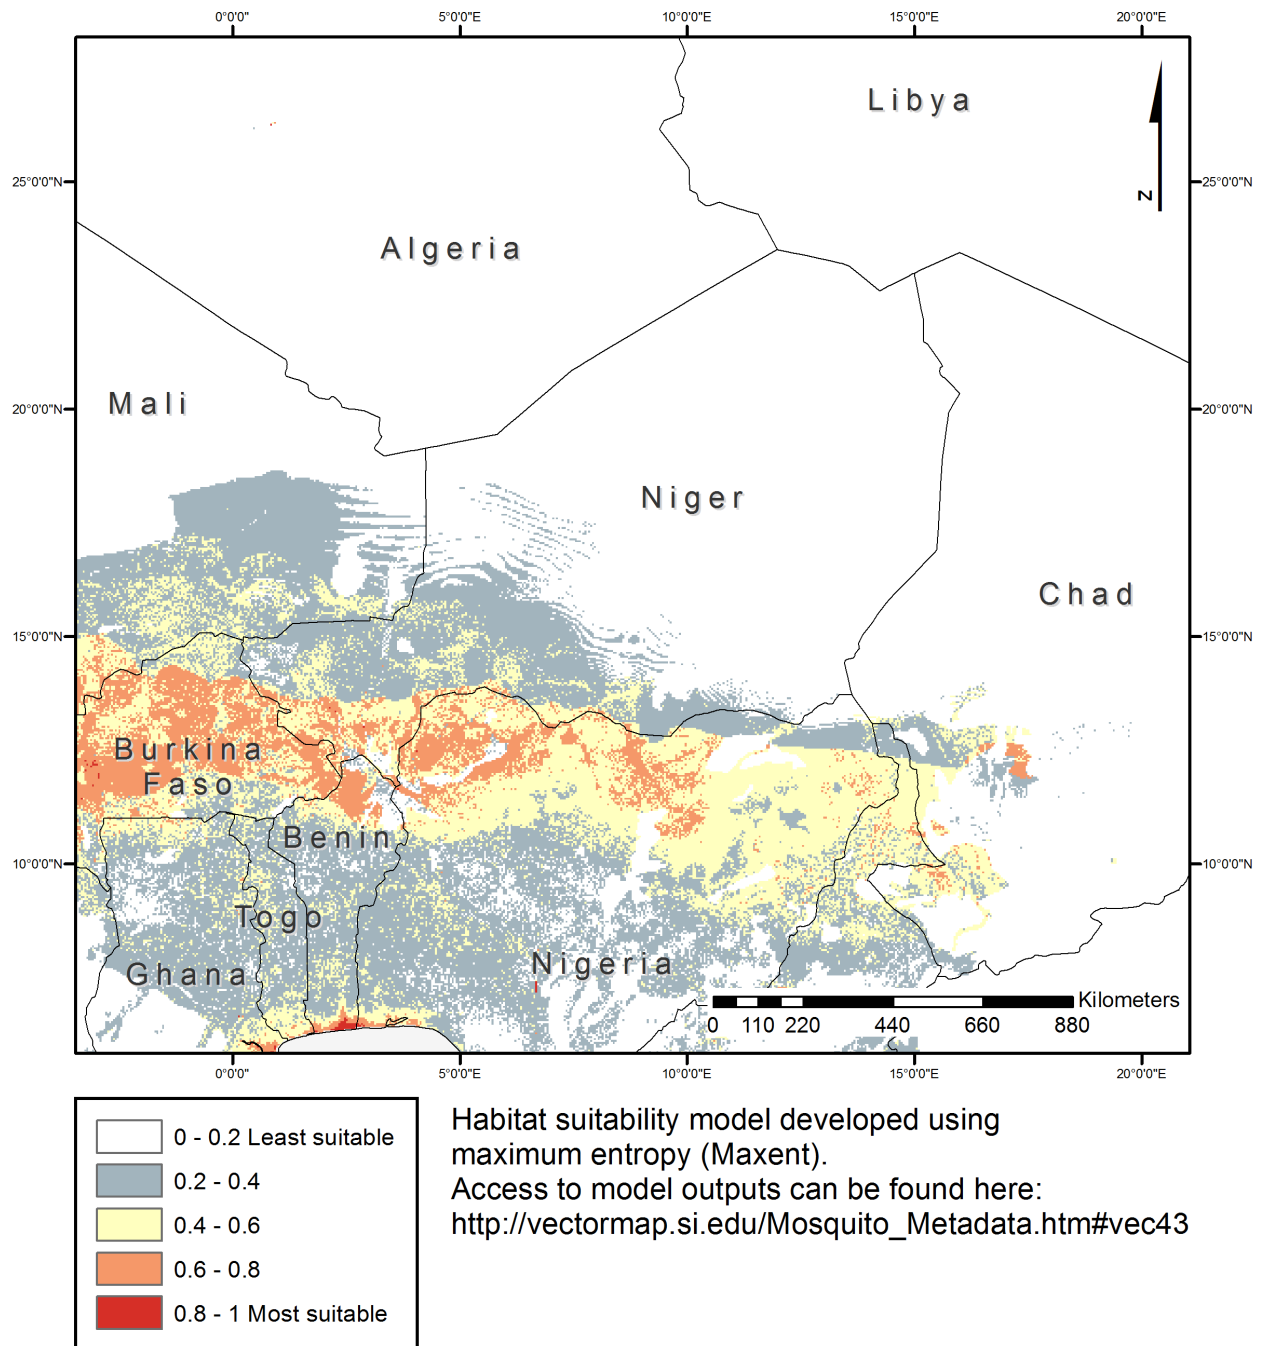 0°0'0" 5°0'0"E 10°0'0"E 15°0'0"E 20°0'0"E
Libya
N
25°0'0"N 25°0'0"N
Algeria
Mali
20°0'0"N 20°0'0"N
Niger
Chad
15°0'0"N 15°0'0"N
Burkina
Faso
Benin
10°0'0"N 10°0'0"N
Togo
Ghana
Nigeria
Kilometers
0 110 220 440 660 880
0°0'0" 5°0'0"E 10°0'0"E 15°0'0"E 20°0'0"E
0 - 0.2 Least suitable
0.2 - 0.4
0.4 - 0.6
0.6 - 0.8
0.8 - 1 Most suitable
Habitat suitability model developed using
maximum entropy (Maxent).
Access to model outputs can be found here:
http://vectormap.si.edu/Mosquito_Metadata.htm#vec43